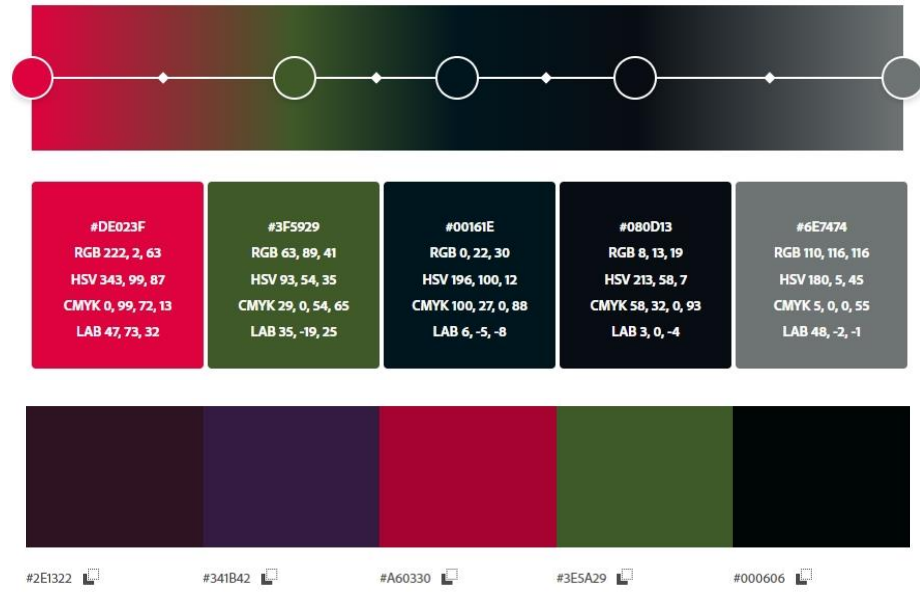 #DE023F
RGB 222, 2, 63
HSV 343, 99, 87
CMYK 0, 99, 72, 13
LAB 47, 73, 32
#3F5929
RGB 63, 89, 41
HSV 93, 54, 35
CMYK 29, 0, 54, 65
LAB 35, -19, 25
#00161E
RGB 0, 22, 30
HSV 196, 100, 12
CMYK 100, 27, 0, 88
LAB 6, -5, -8
#080D13
RGB 8, 13, 19
HSV 213, 58, 7
CMYK 58, 32, 0, 93
LAB 3, 0, -4
#6E7474
RGB 110, 116, 116
HSV 180, 5, 45
CMYK 5, 0, 0, 55
LAB 48, -2, -1
#2E1322
#341B42
#A60330
#3E5A29
#000606